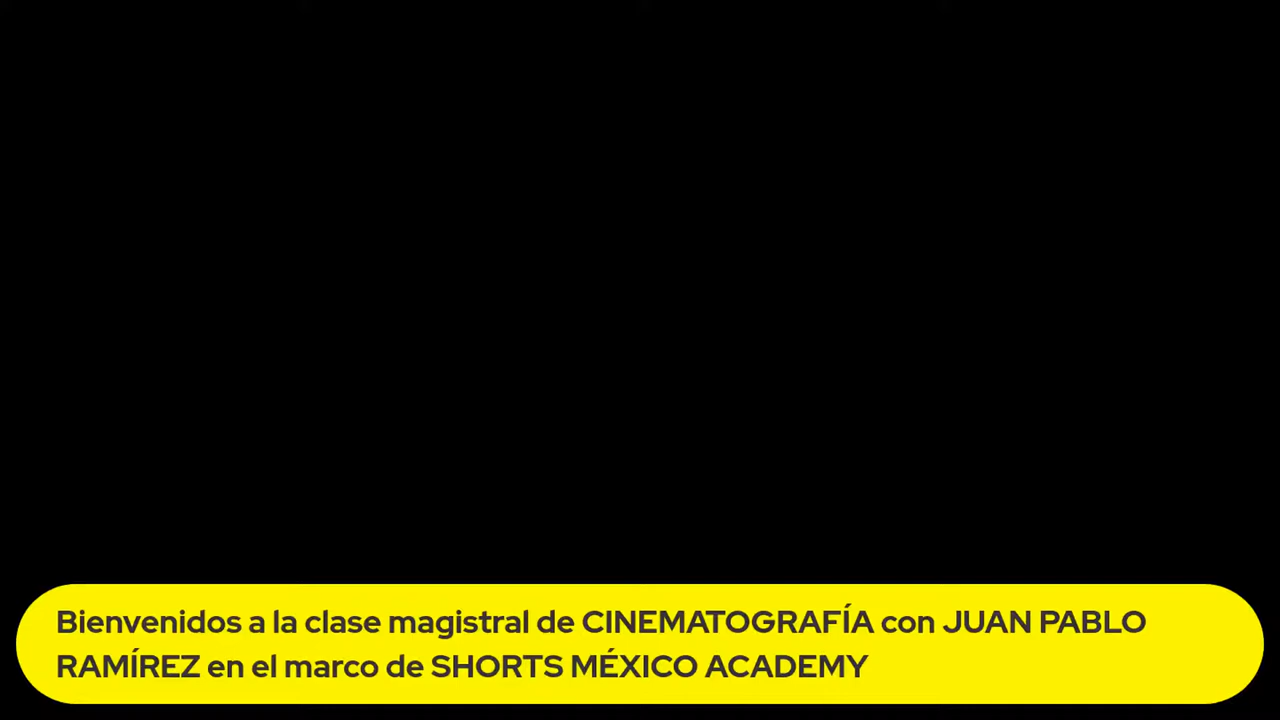 Bienvenidos a la clase magistral de CINEMATOGRAFÍA con JUAN PABLO
RAMÍREZ en el marco de SHORTS MÉXICO ACADEMY